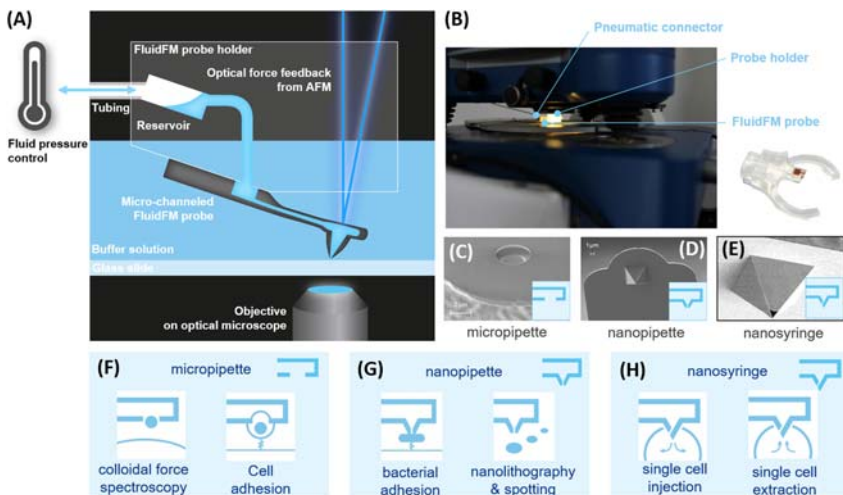 (A)
FluidFM probe holder
Optical force feedback
from AFM
Tubing
Reservoir
Fluid pressure
control
Micro-channeled
FluidFM probe
Buffer solution
Glass slide
Objective
on optical microscope
(B)
Pneumatic connector
Probe holder
FluidFM probe
(C)
micropipette
1µm
(D)
nanopipette
(E)
nanosyringe
(F)
micropipette
colloidal force
spectroscopy
Cell
adhesion
(G)
nanopipette
bacterial
adhesion
nanolithography
& spotting
(H)
nanosyringe
single cell
injection
single cell
extraction